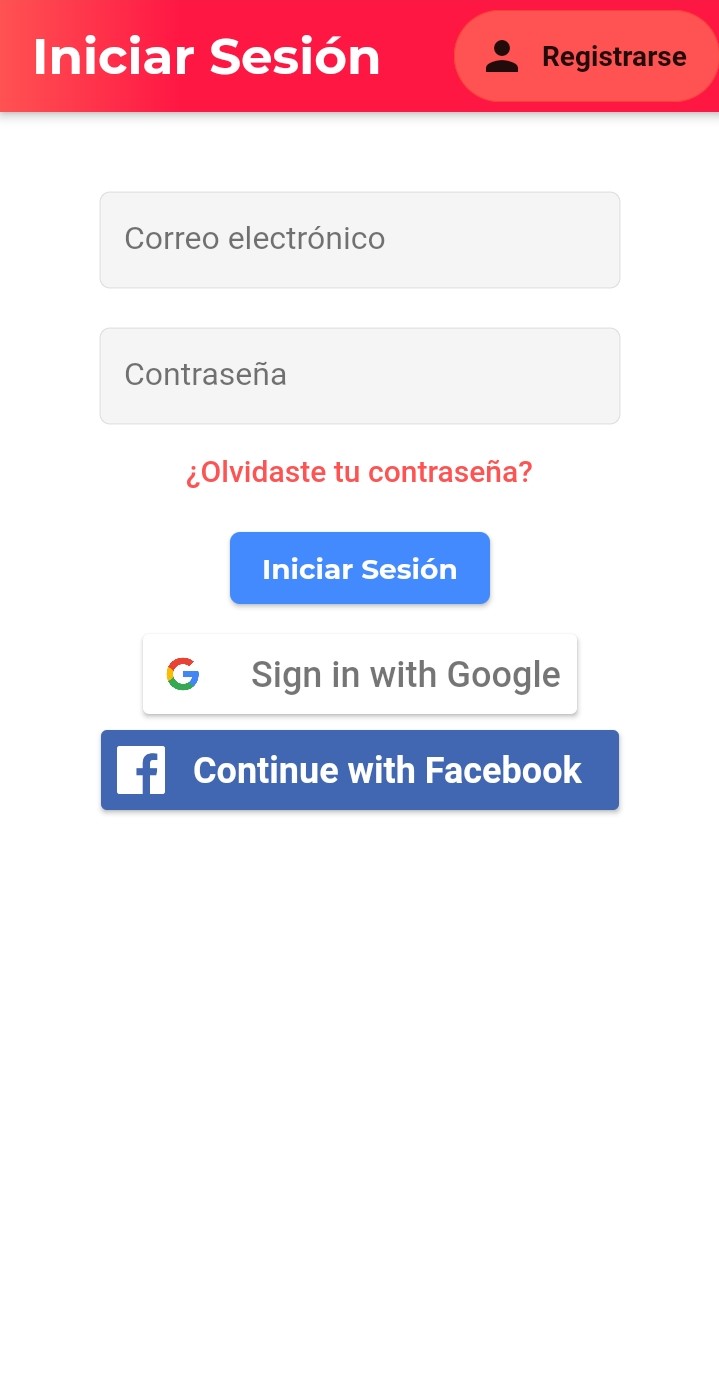 Iniciar Sesión
Registrarse
Correo electrónico
Contraseña
¿Olvidaste tu contraseña?
Iniciar Sesión
Sign in with Google
Continue with Facebook